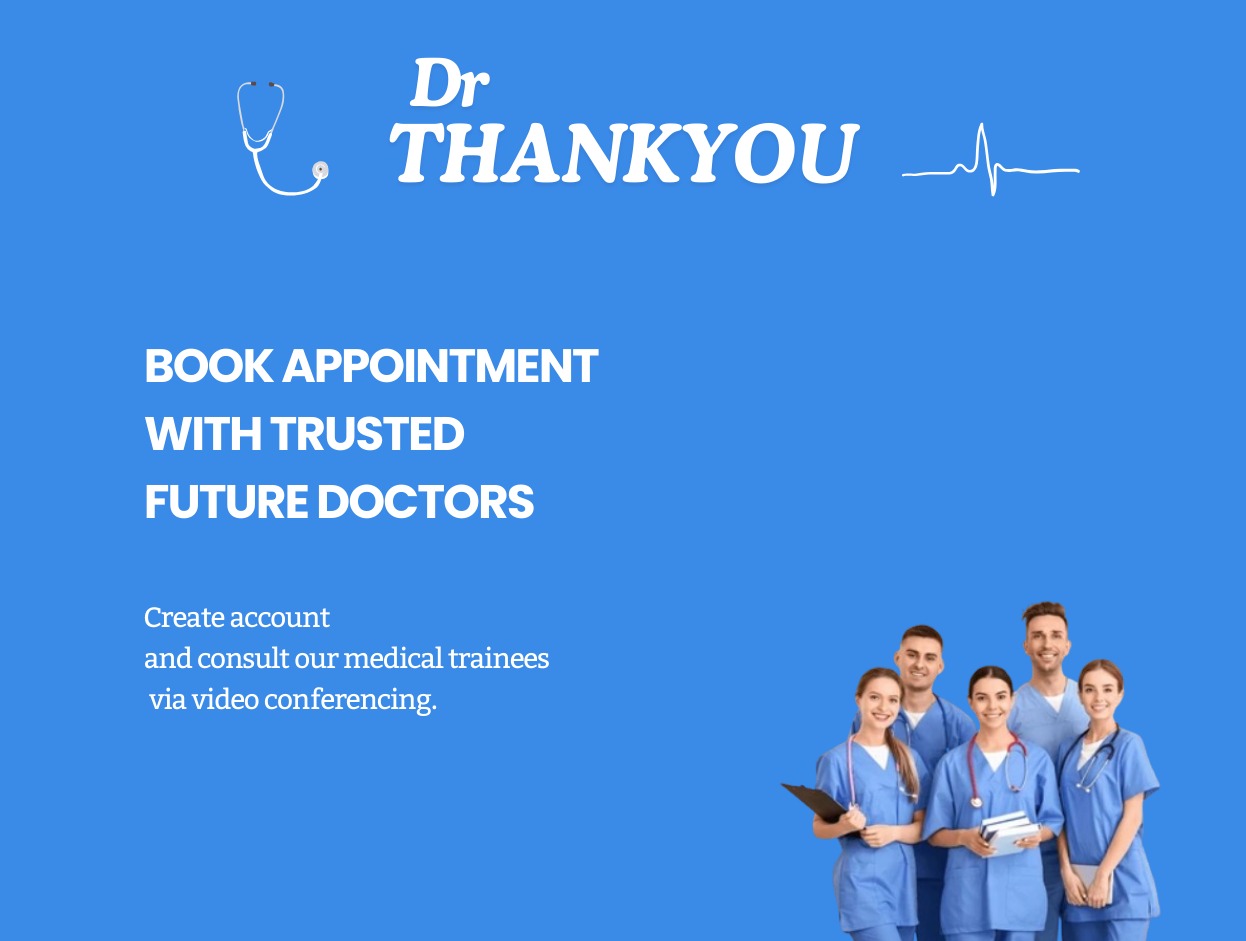 Dr
THANKYOU
BOOK APPOINTMENT
WITH TRUSTED
FUTURE DOCTORS
Create account
and consult our medical trainees
via video conferencing.